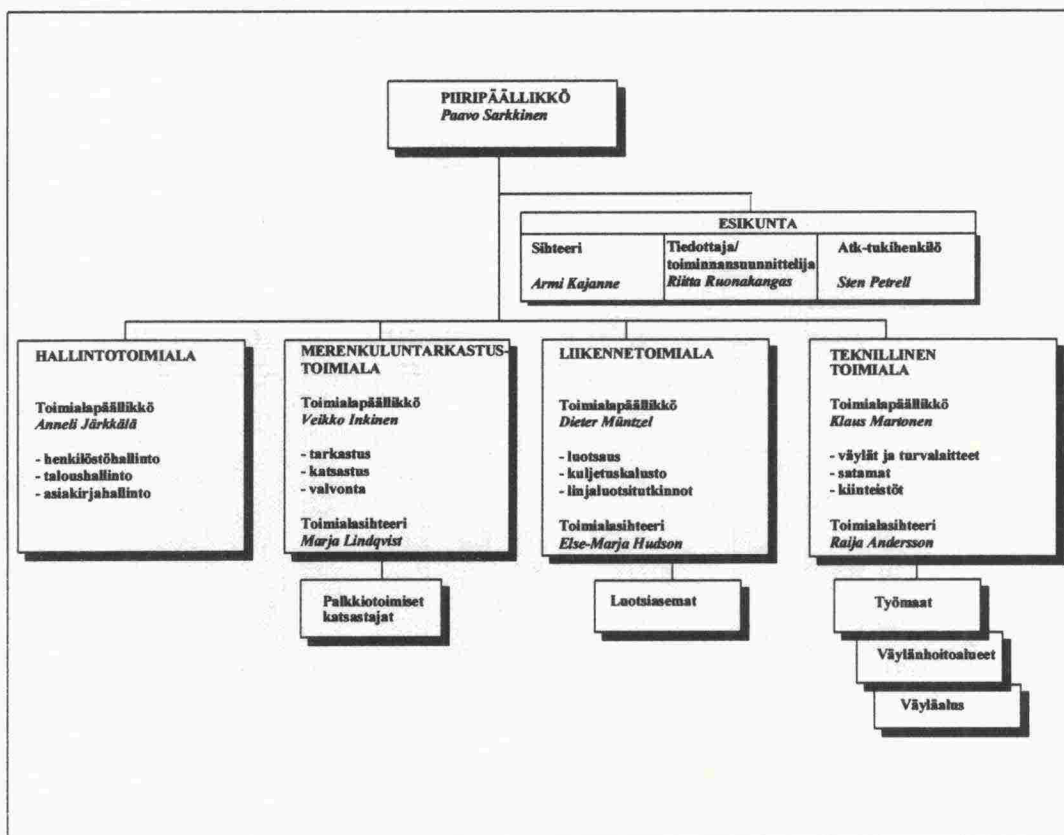 PIIRIPÄÄLLIKKÖ
Paavo Sarkkinen
ESIKUNTA
Sihteeri
Armi Kajanne
Tiedottaja/
toiminnansuunnittelija
Riitta Ruonakangas
Atk-tukihenkilö
Sten Petrell
HALLINTOTOIMIALA
Toimialapäällikkö
Anneli Järkkälä
- henkilöstöhallinto
- taloushallinto
- asiakirjahallinto
MERENKULUNTARKASTUS-
TOIMIALA
Toimialapäällikkö
Veikko Inkinen
- tarkastus
- katsastus
- valvonta
Toimialasihteeri
Marja Lindqvist
Palkkiotoimiset
katsastajat
LIIKENNETOIMIALA
Toimialapäällikkö
Dieter Müntzel
- luotsaus
- kuljetuskalusto
- linjaluotsitutkinnot
Toimialasihteeri
Else-Marja Hudson
Luotsiasemat
TEKNILLINEN
TOIMIALA
Toimialapäällikkö
Klaus Martonen
- väylät ja turvalaitteet
- satamat
- kiinteistöt
Toimialasihteeri
Raija Andersson
Työmaat
Väylänhoitoalueet
Väyläalus